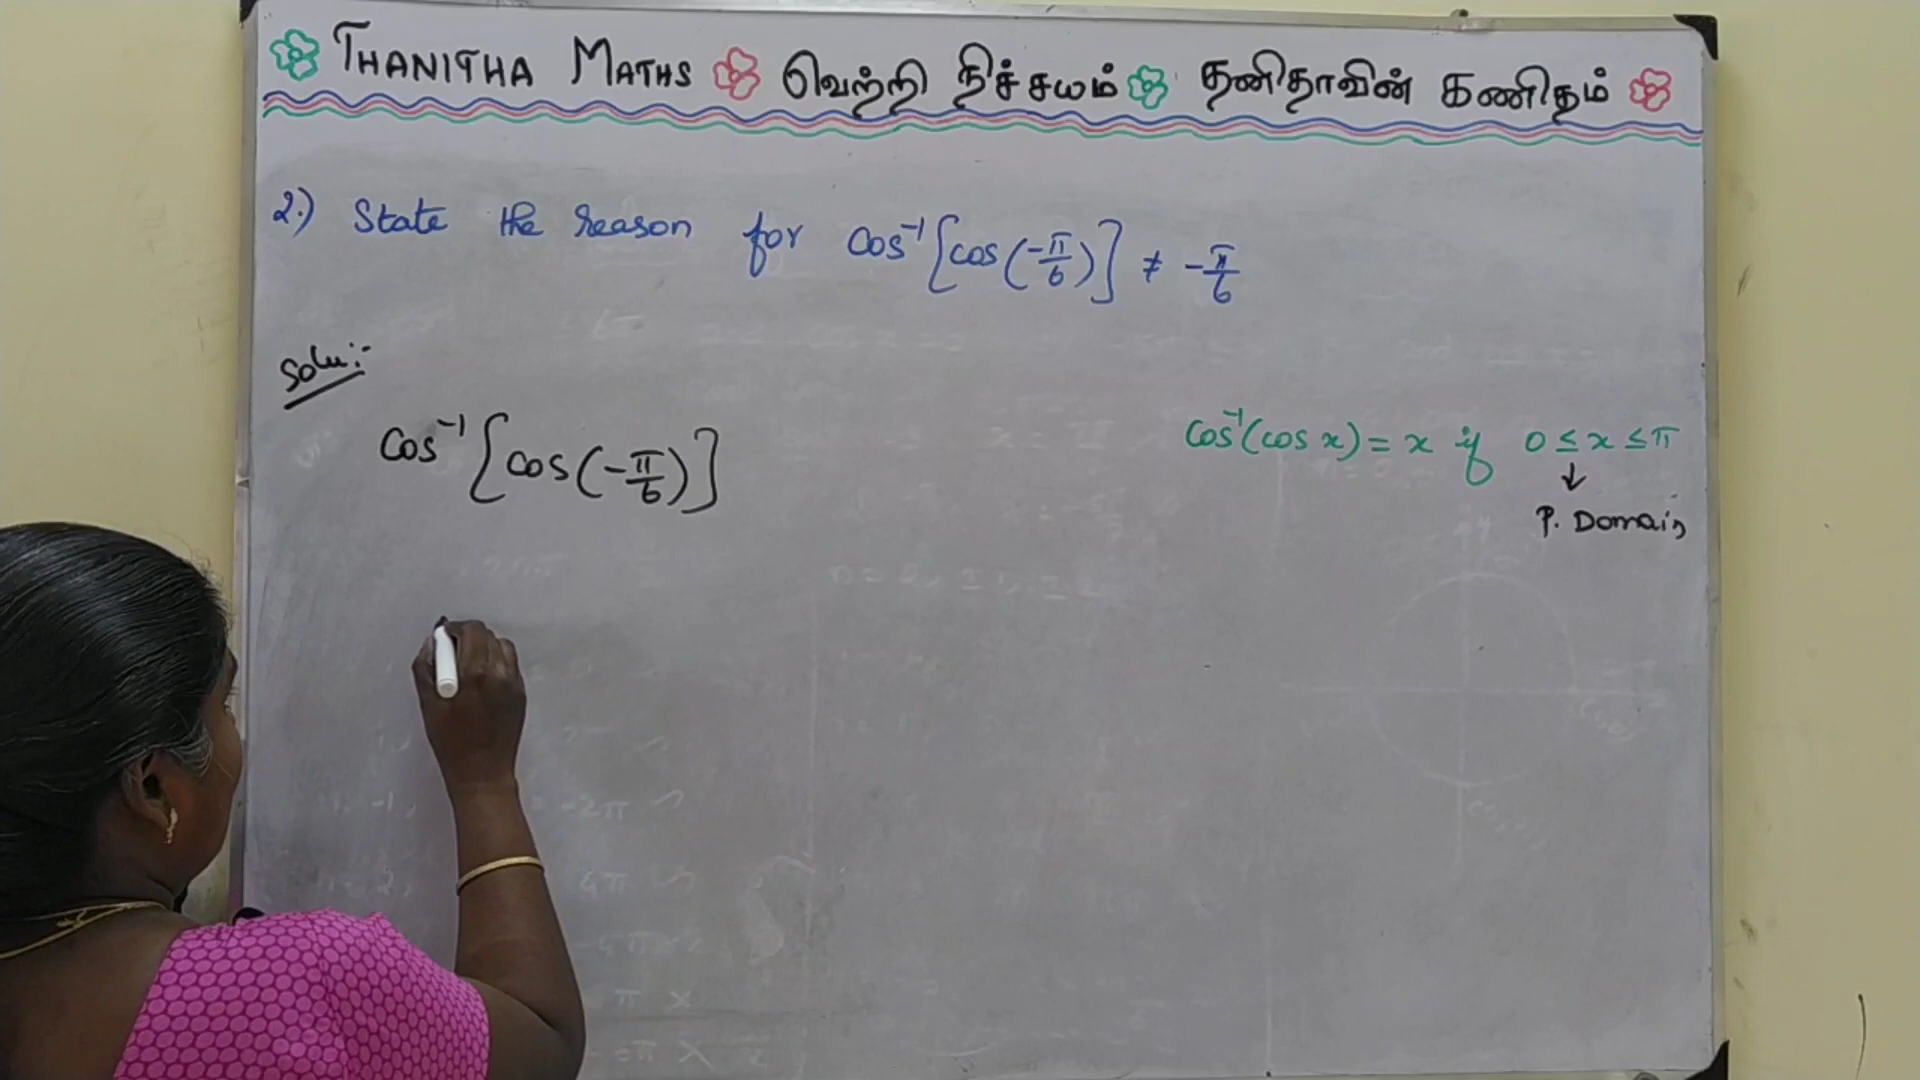 THANITHA MATHS வெற்றி நிச்சயம் தனிதாவின் கணிதம்
2.) State the reason for Cos⁻¹[cos(-π/6)] ≠ -π/6
Solu:-
Cos⁻¹[cos(-π/6)]
Cos⁻¹(cos x) = x if 0 ≤ x ≤ π
↓
P. Domain